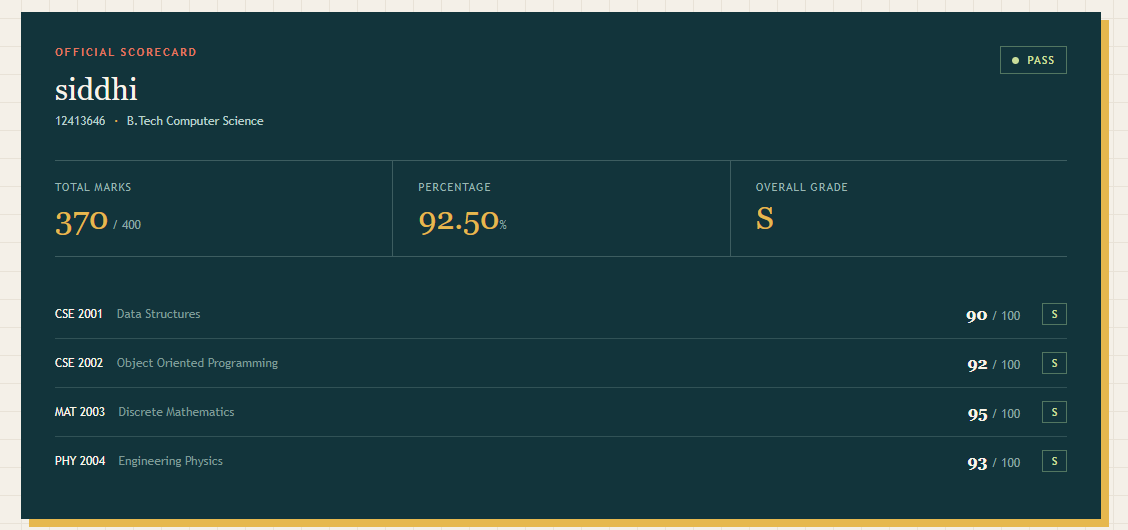 OFFICIAL SCORECARD
PASS
siddhi
12413646 · B.Tech Computer Science
TOTAL MARKS
370 / 400
PERCENTAGE
92.50%
OVERALL GRADE
S
CSE 2001 Data Structures 90 / 100 S
CSE 2002 Object Oriented Programming 92 / 100 S
MAT 2003 Discrete Mathematics 95 / 100 S
PHY 2004 Engineering Physics 93 / 100 S